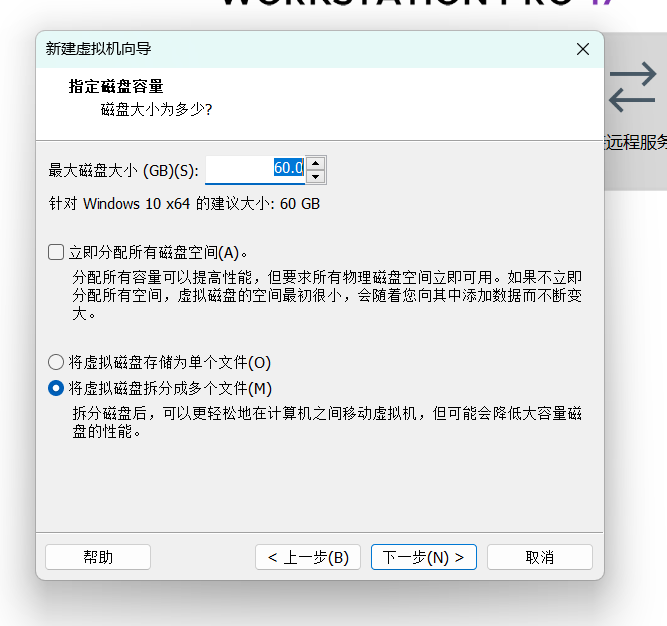 WORKSTATION PRO 17
新建虚拟机向导
指定磁盘容量
磁盘大小为多少?
远程服务
最大磁盘大小 (GB)(S): 60.0
针对 Windows 10 x64 的建议大小: 60 GB
立即分配所有磁盘空间(A)。
分配所有容量可以提高性能，但要求所有物理磁盘空间立即可用。如果不立即
分配所有空间，虚拟磁盘的空间最初很小，会随着您向其中添加数据而不断变
大。
将虚拟磁盘存储为单个文件(O)
将虚拟磁盘拆分成多个文件(M)
拆分磁盘后，可以更轻松地在计算机之间移动虚拟机，但可能会降低大容量磁
盘的性能。
帮助
< 上一步(B)
下一步(N) >
取消